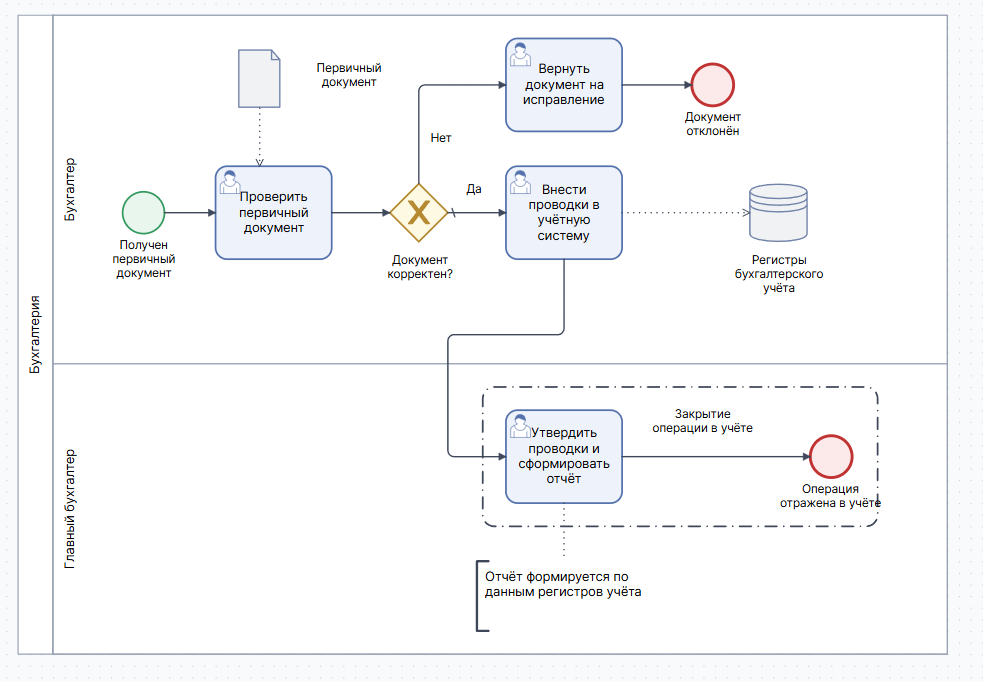 Бухгалтерия
Бухгалтер
Первичный
документ
Вернуть
документ на
исправление
Документ
отклонён
Нет
Да
Получен
первичный
документ
Проверить
первичный
документ
X
Документ
корректен?
Внести
проводки в
учётную
систему
Регистры
бухгалтерского
учёта
Главный бухгалтер
Утвердить
проводки и
сформировать
отчёт
Закрытие
операции в учёте
Операция
отражена в учёте
Отчёт формируется по
данным регистров учёта